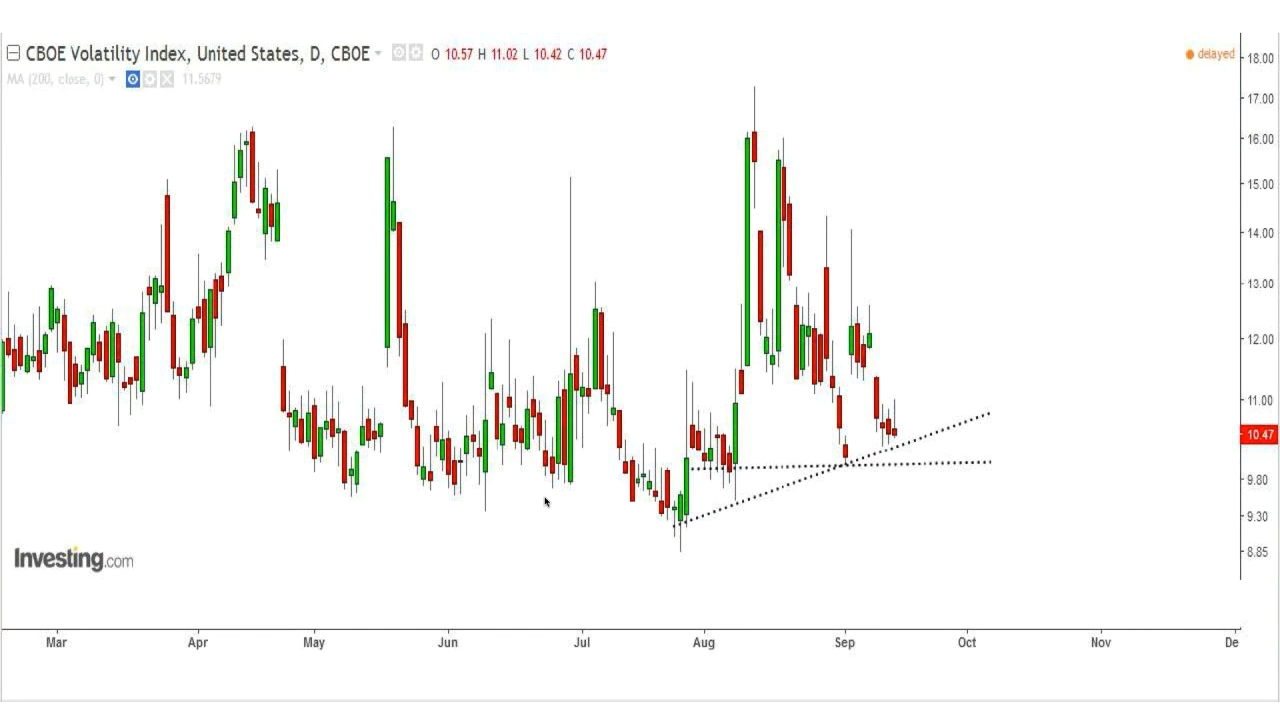 CBOE Volatility Index, United States, D, CBOE O 10.57 H 11.02 L 10.42 C 10.47
delayed
MA (200, close, 0) 11.5679
18.00
17.00
16.00
15.00
14.00
13.00
12.00
11.00
10.47
9.80
9.30
8.85
Investing.com
Mar Apr May Jun Jul Aug Sep Oct Nov De